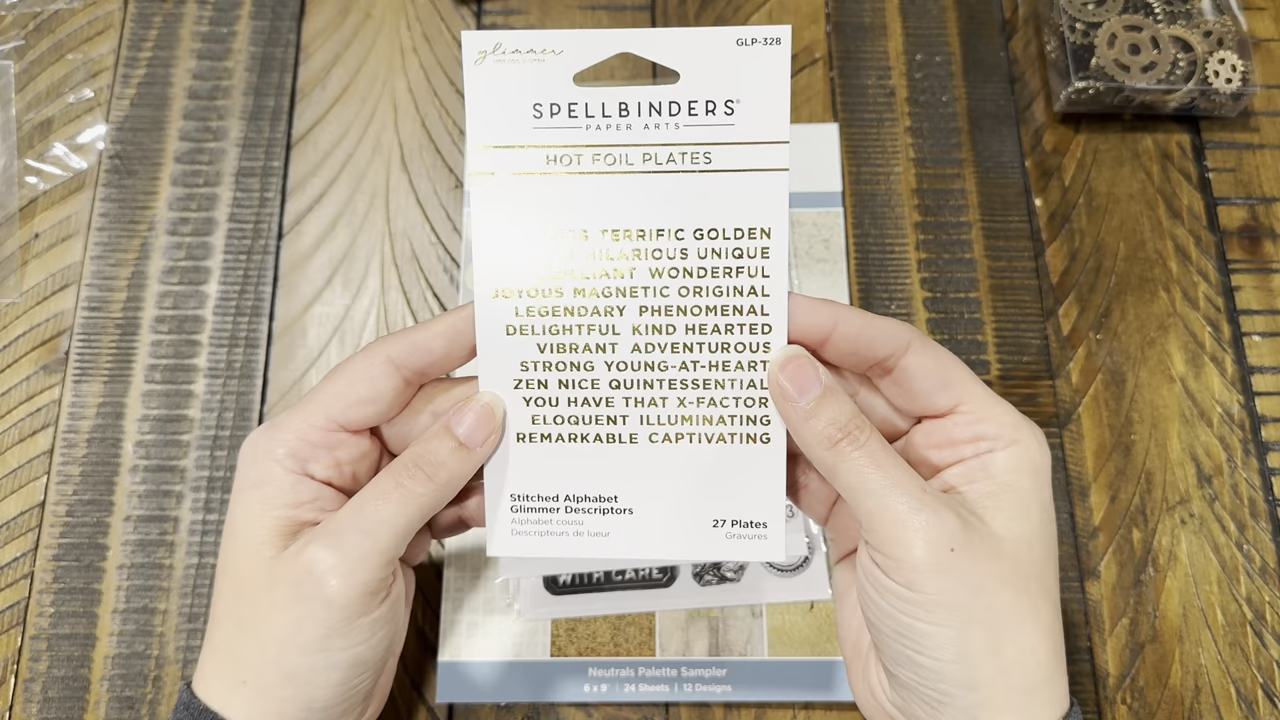 glimmer
GLP-328
SPELLBINDERS®
PAPER ARTS
HOT FOIL PLATES
TERRIFIC GOLDEN
HILARIOUS UNIQUE
WONDERFUL
JOYOUS MAGNETIC ORIGINAL
LEGENDARY PHENOMENAL
DELIGHTFUL KIND HEARTED
VIBRANT ADVENTUROUS
STRONG YOUNG-AT-HEART
ZEN NICE QUINTESSENTIAL
YOU HAVE THAT X-FACTOR
ELOQUENT ILLUMINATING
REMARKABLE CAPTIVATING
Stitched Alphabet
Glimmer Descriptors
Alphabet cousu
Descripteurs de lueur
27 Plates
Gravures
WITH CARE
Neutrals Palette Sampler
6 x 9" | 24 Sheets | 12 Designs